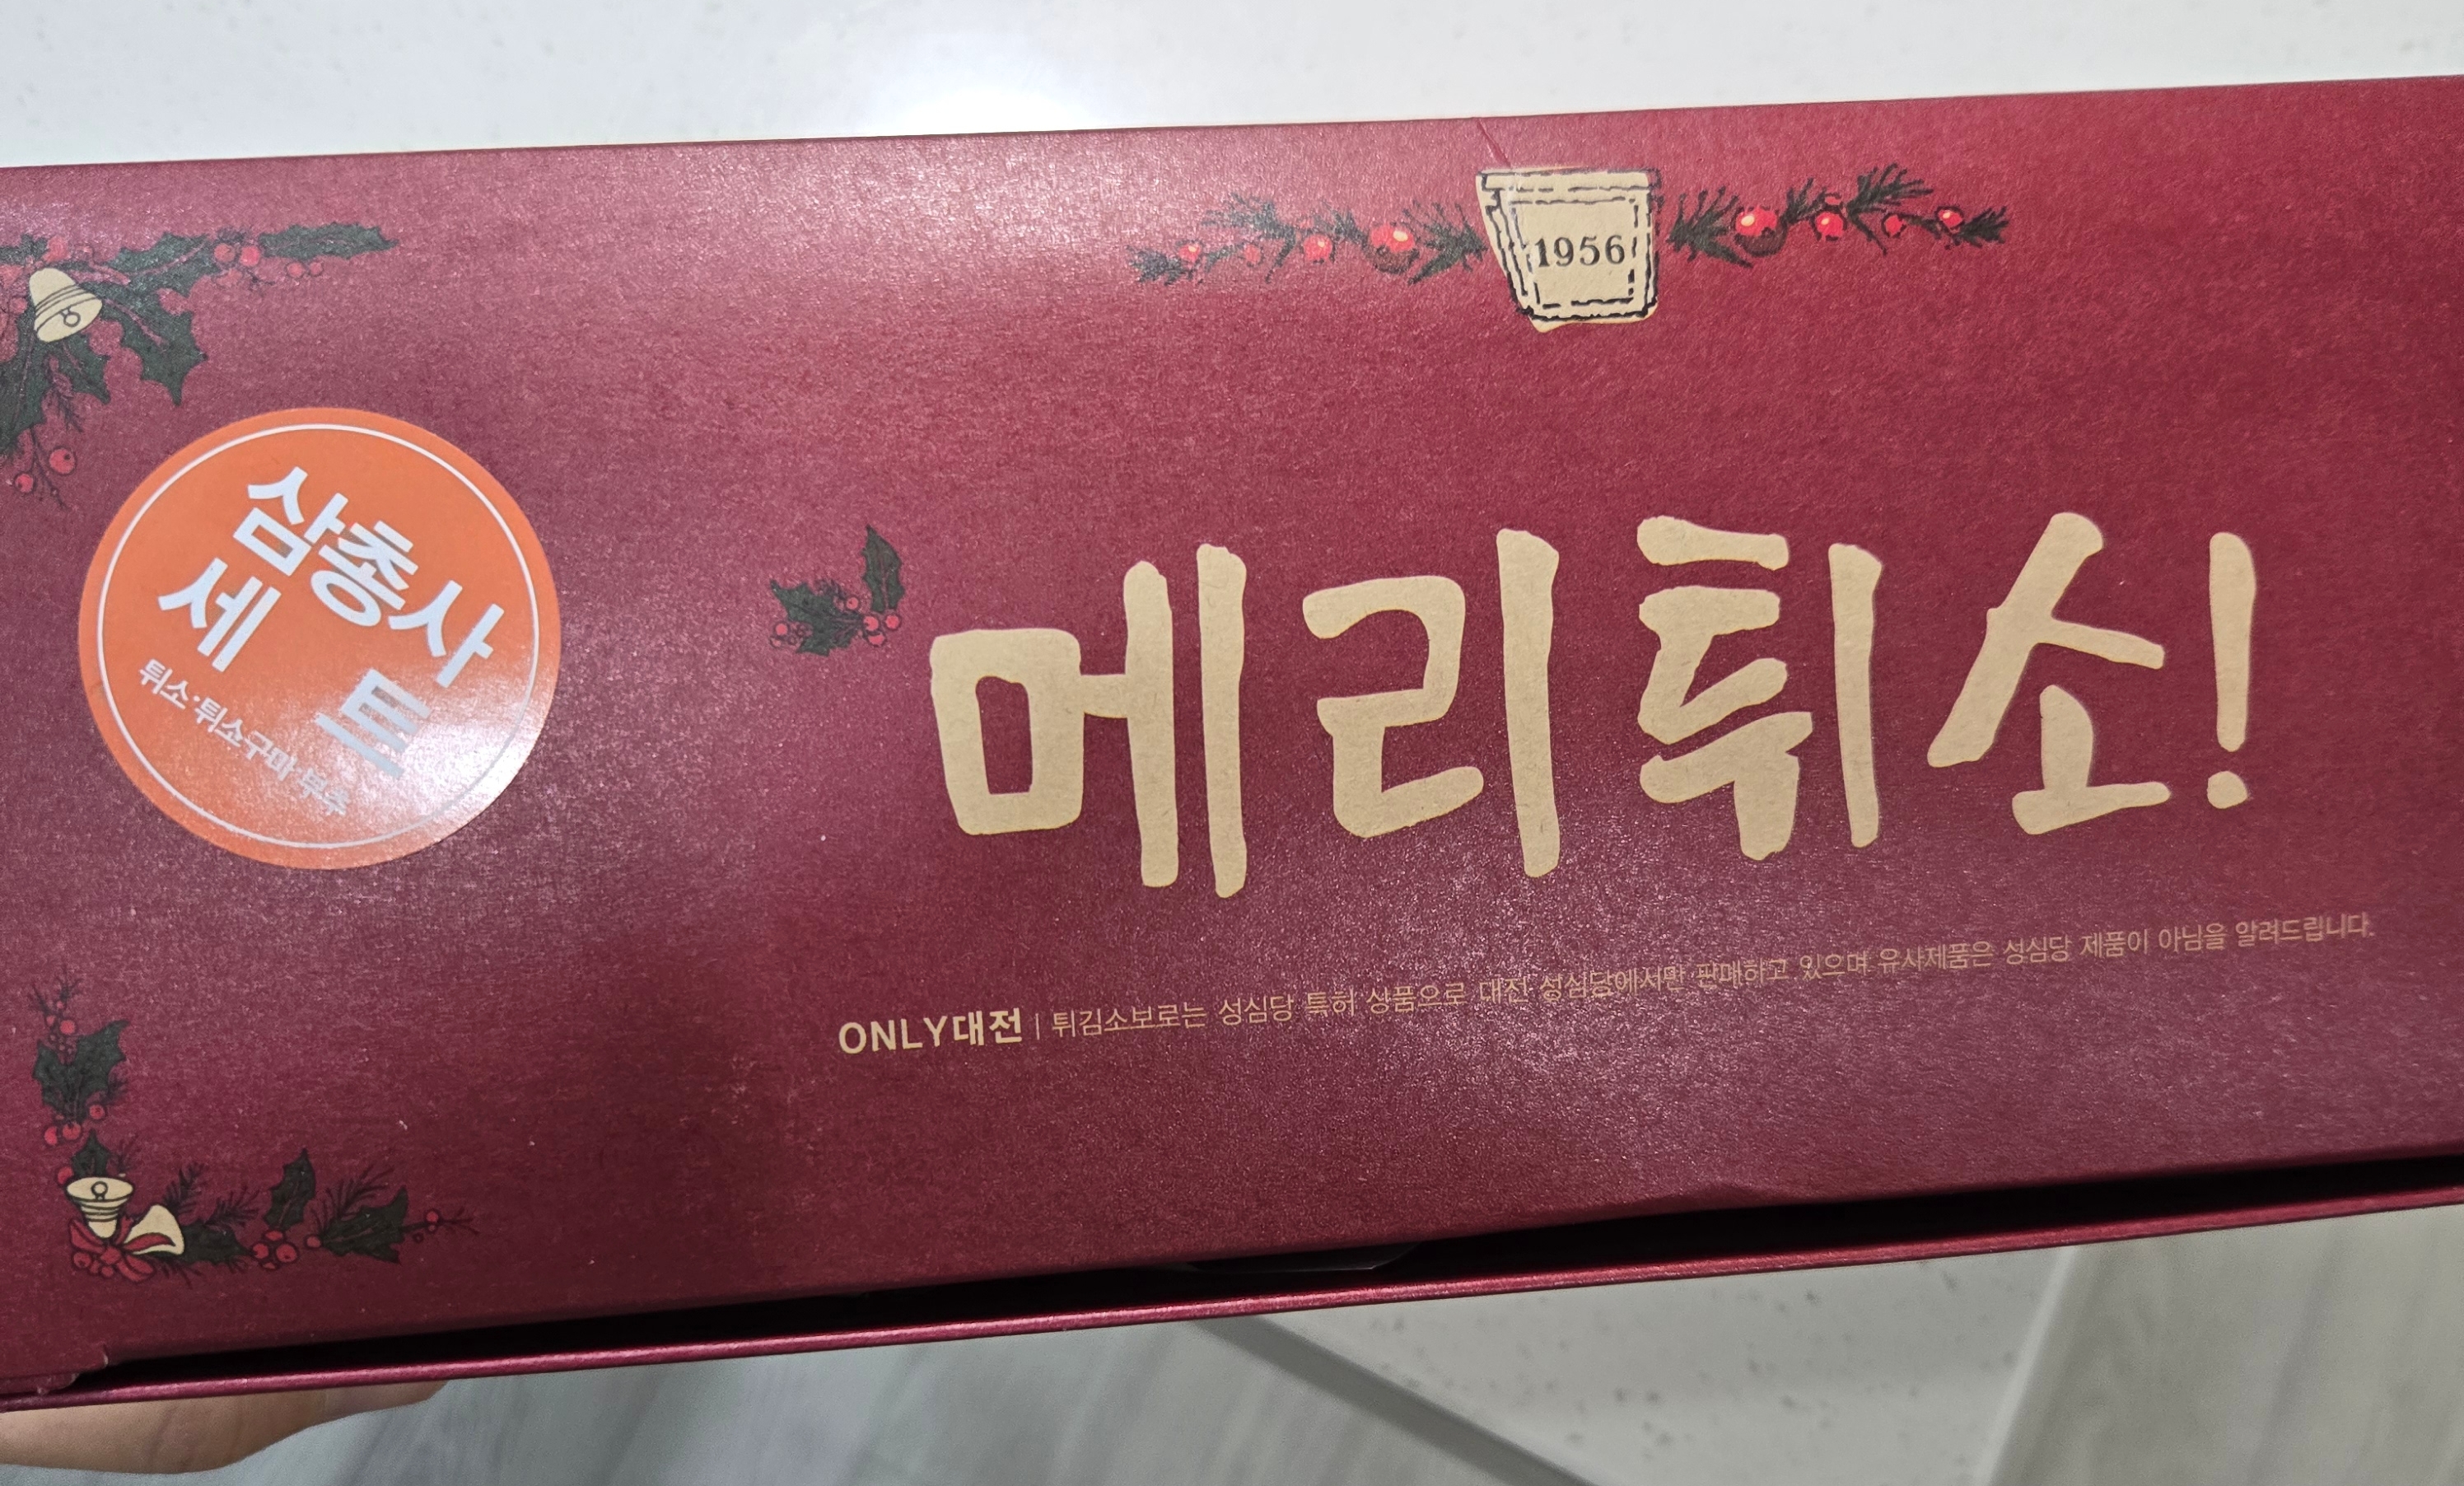 1956
삼총사
세 트
튀소·튀소구마·부추
메리튀소!
ONLY대전 | 튀김소보로는 성심당 특허 상품으로 대전 성심당에서만 판매하고 있으며 유사제품은 성심당 제품이 아님을 알려드립니다.